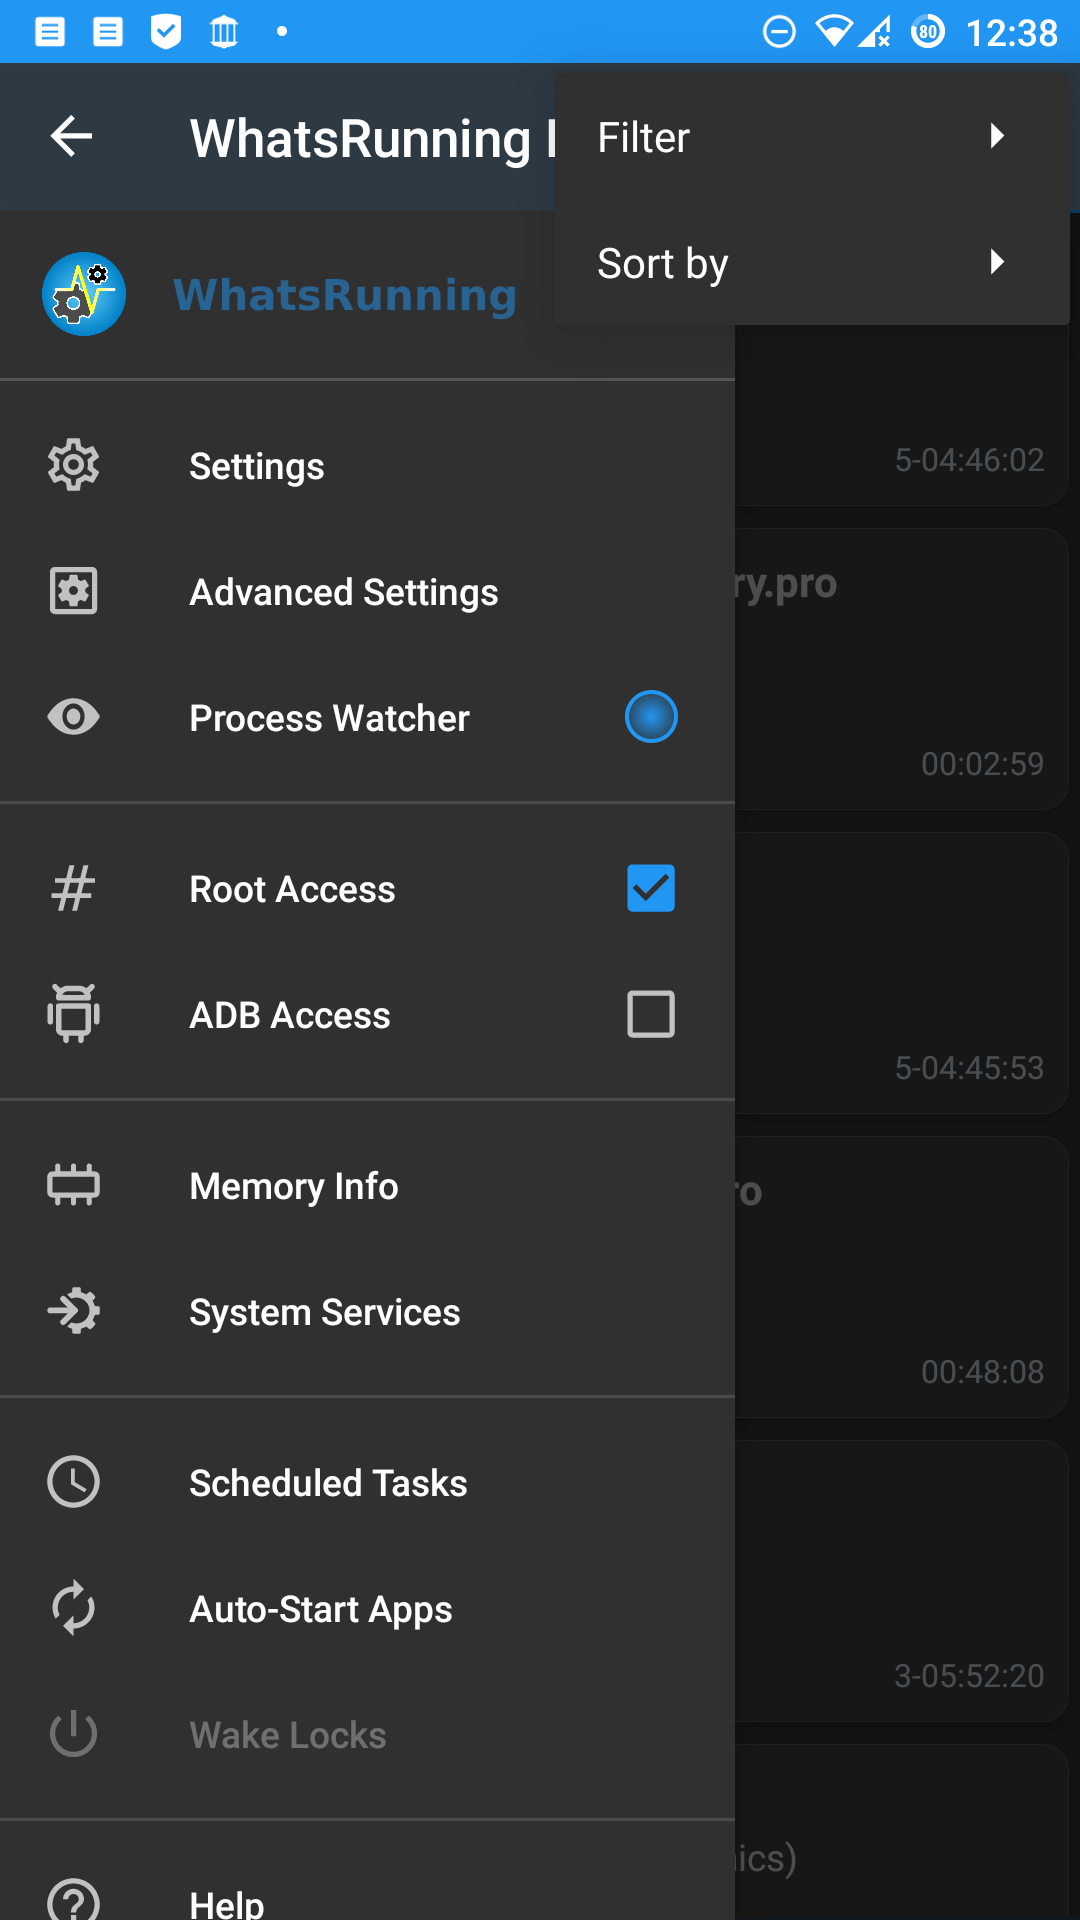 80 12:38
WhatsRunning
Filter
Sort by
WhatsRunning
5-04:46:02
Settings
ry.pro
Advanced Settings
Process Watcher
00:02:59
Root Access
ADB Access
5-04:45:53
Memory Info
ro
System Services
00:48:08
Scheduled Tasks
Auto-Start Apps
3-05:52:20
Wake Locks
ics)
Help